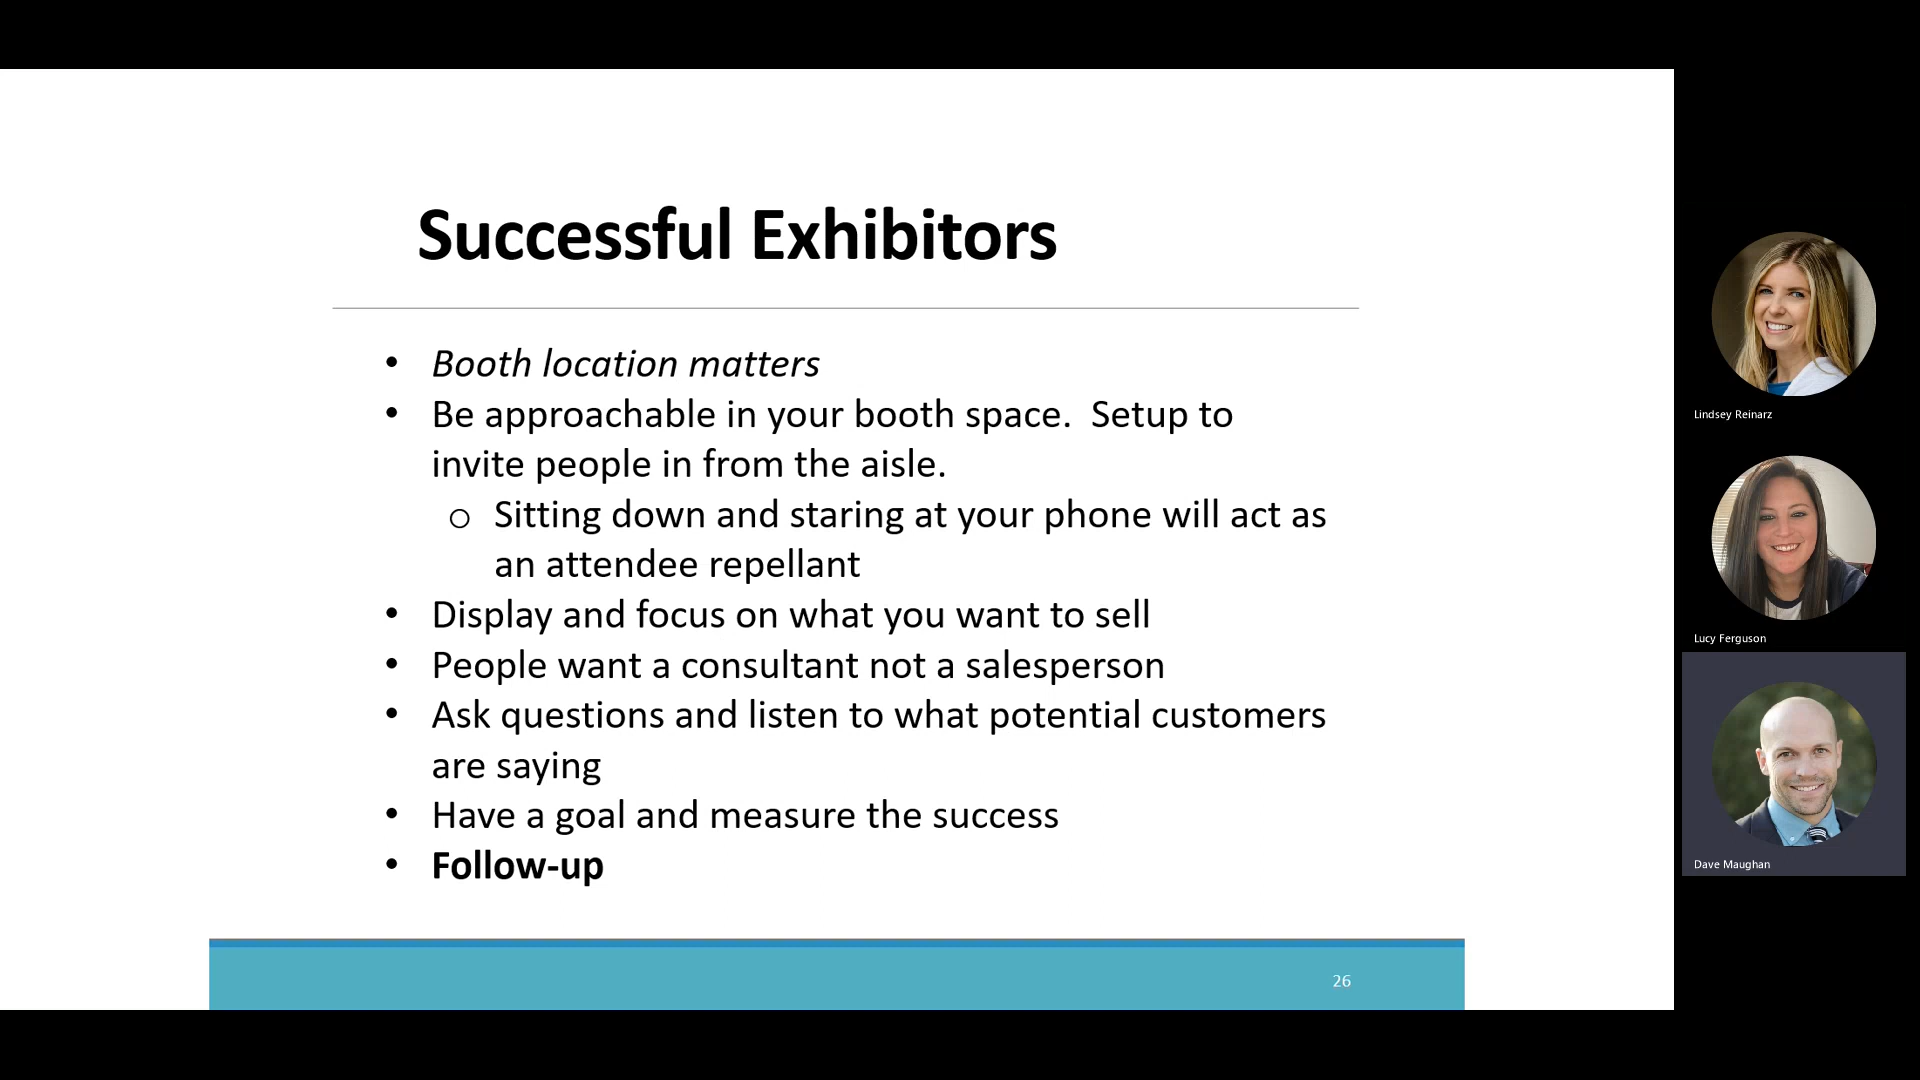 Successful Exhibitors
• Booth location matters
• Be approachable in your booth space.  Setup to
invite people in from the aisle.
o Sitting down and staring at your phone will act as
an attendee repellant
• Display and focus on what you want to sell
• People want a consultant not a salesperson
• Ask questions and listen to what potential customers
are saying
• Have a goal and measure the success
• Follow-up
26
Lindsey Reinarz
Lucy Ferguson
Dave Maughan